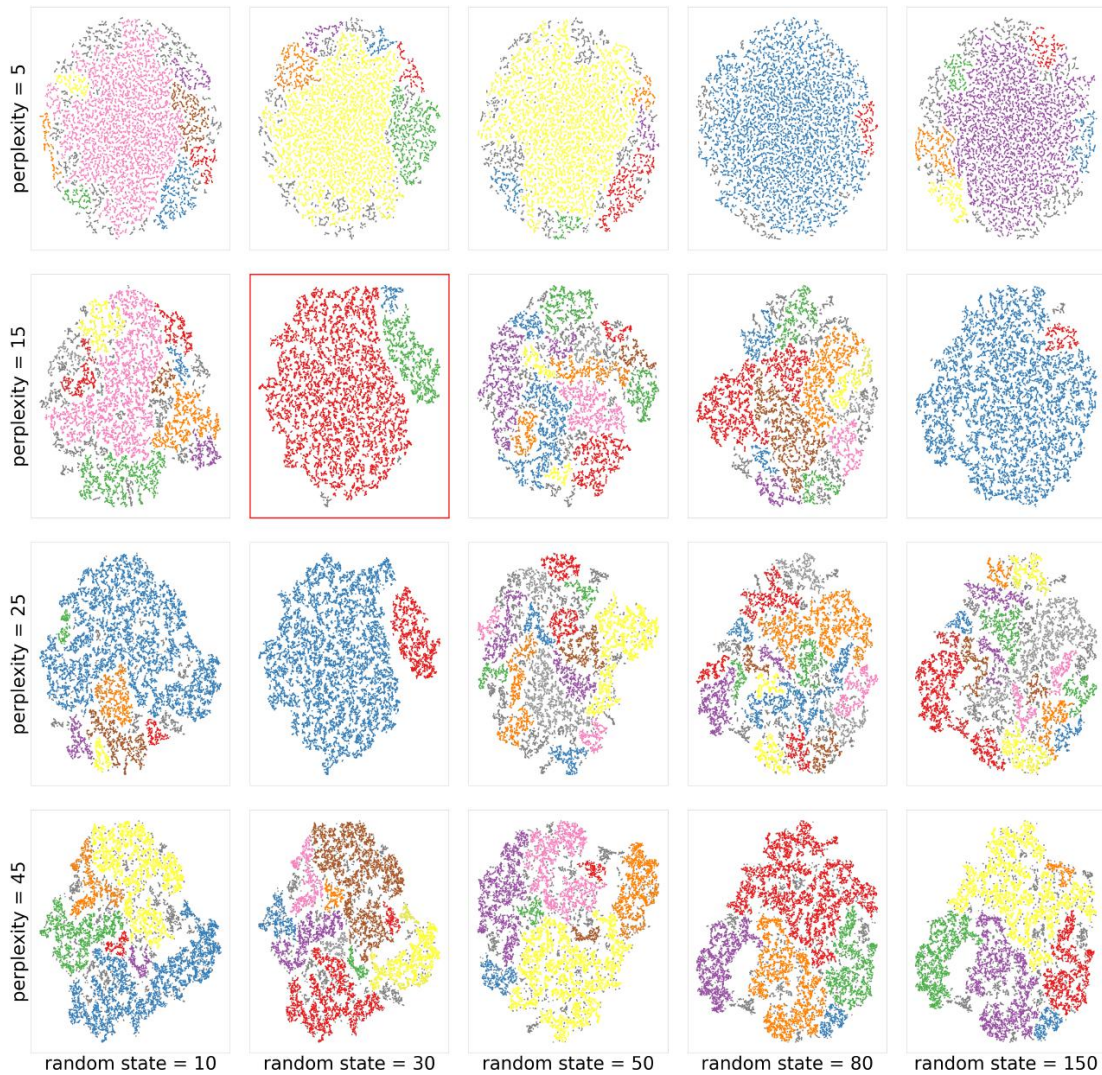 perplexity = 5
perplexity = 15
perplexity = 25
perplexity = 45
random state = 10
random state = 30
random state = 50
random state = 80
random state = 150